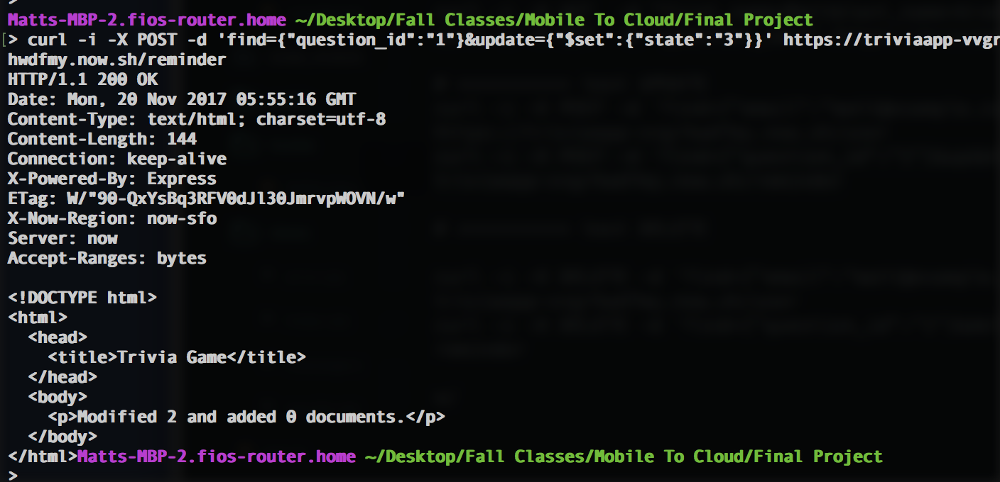 >
Matts-MBP-2.fios-router.home ~/Desktop/Fall Classes/Mobile To Cloud/Final Project
[> curl -i -X POST -d 'find={"question_id":"1"}&update={"$set":{"state":"3"}}' https://triviaapp-vvgr
hwdfmy.now.sh/reminder
HTTP/1.1 200 OK
Date: Mon, 20 Nov 2017 05:55:16 GMT
Content-Type: text/html; charset=utf-8
Content-Length: 144
Connection: keep-alive
X-Powered-By: Express
ETag: W/"90-QxYsBq3RFV0dJl30JmrvpWOVN/w"
X-Now-Region: now-sfo
Server: now
Accept-Ranges: bytes

<!DOCTYPE html>
<html>
  <head>
    <title>Trivia Game</title>
  </head>
  <body>
    <p>Modified 2 and added 0 documents.</p>
  </body>
</html>Matts-MBP-2.fios-router.home ~/Desktop/Fall Classes/Mobile To Cloud/Final Project
>